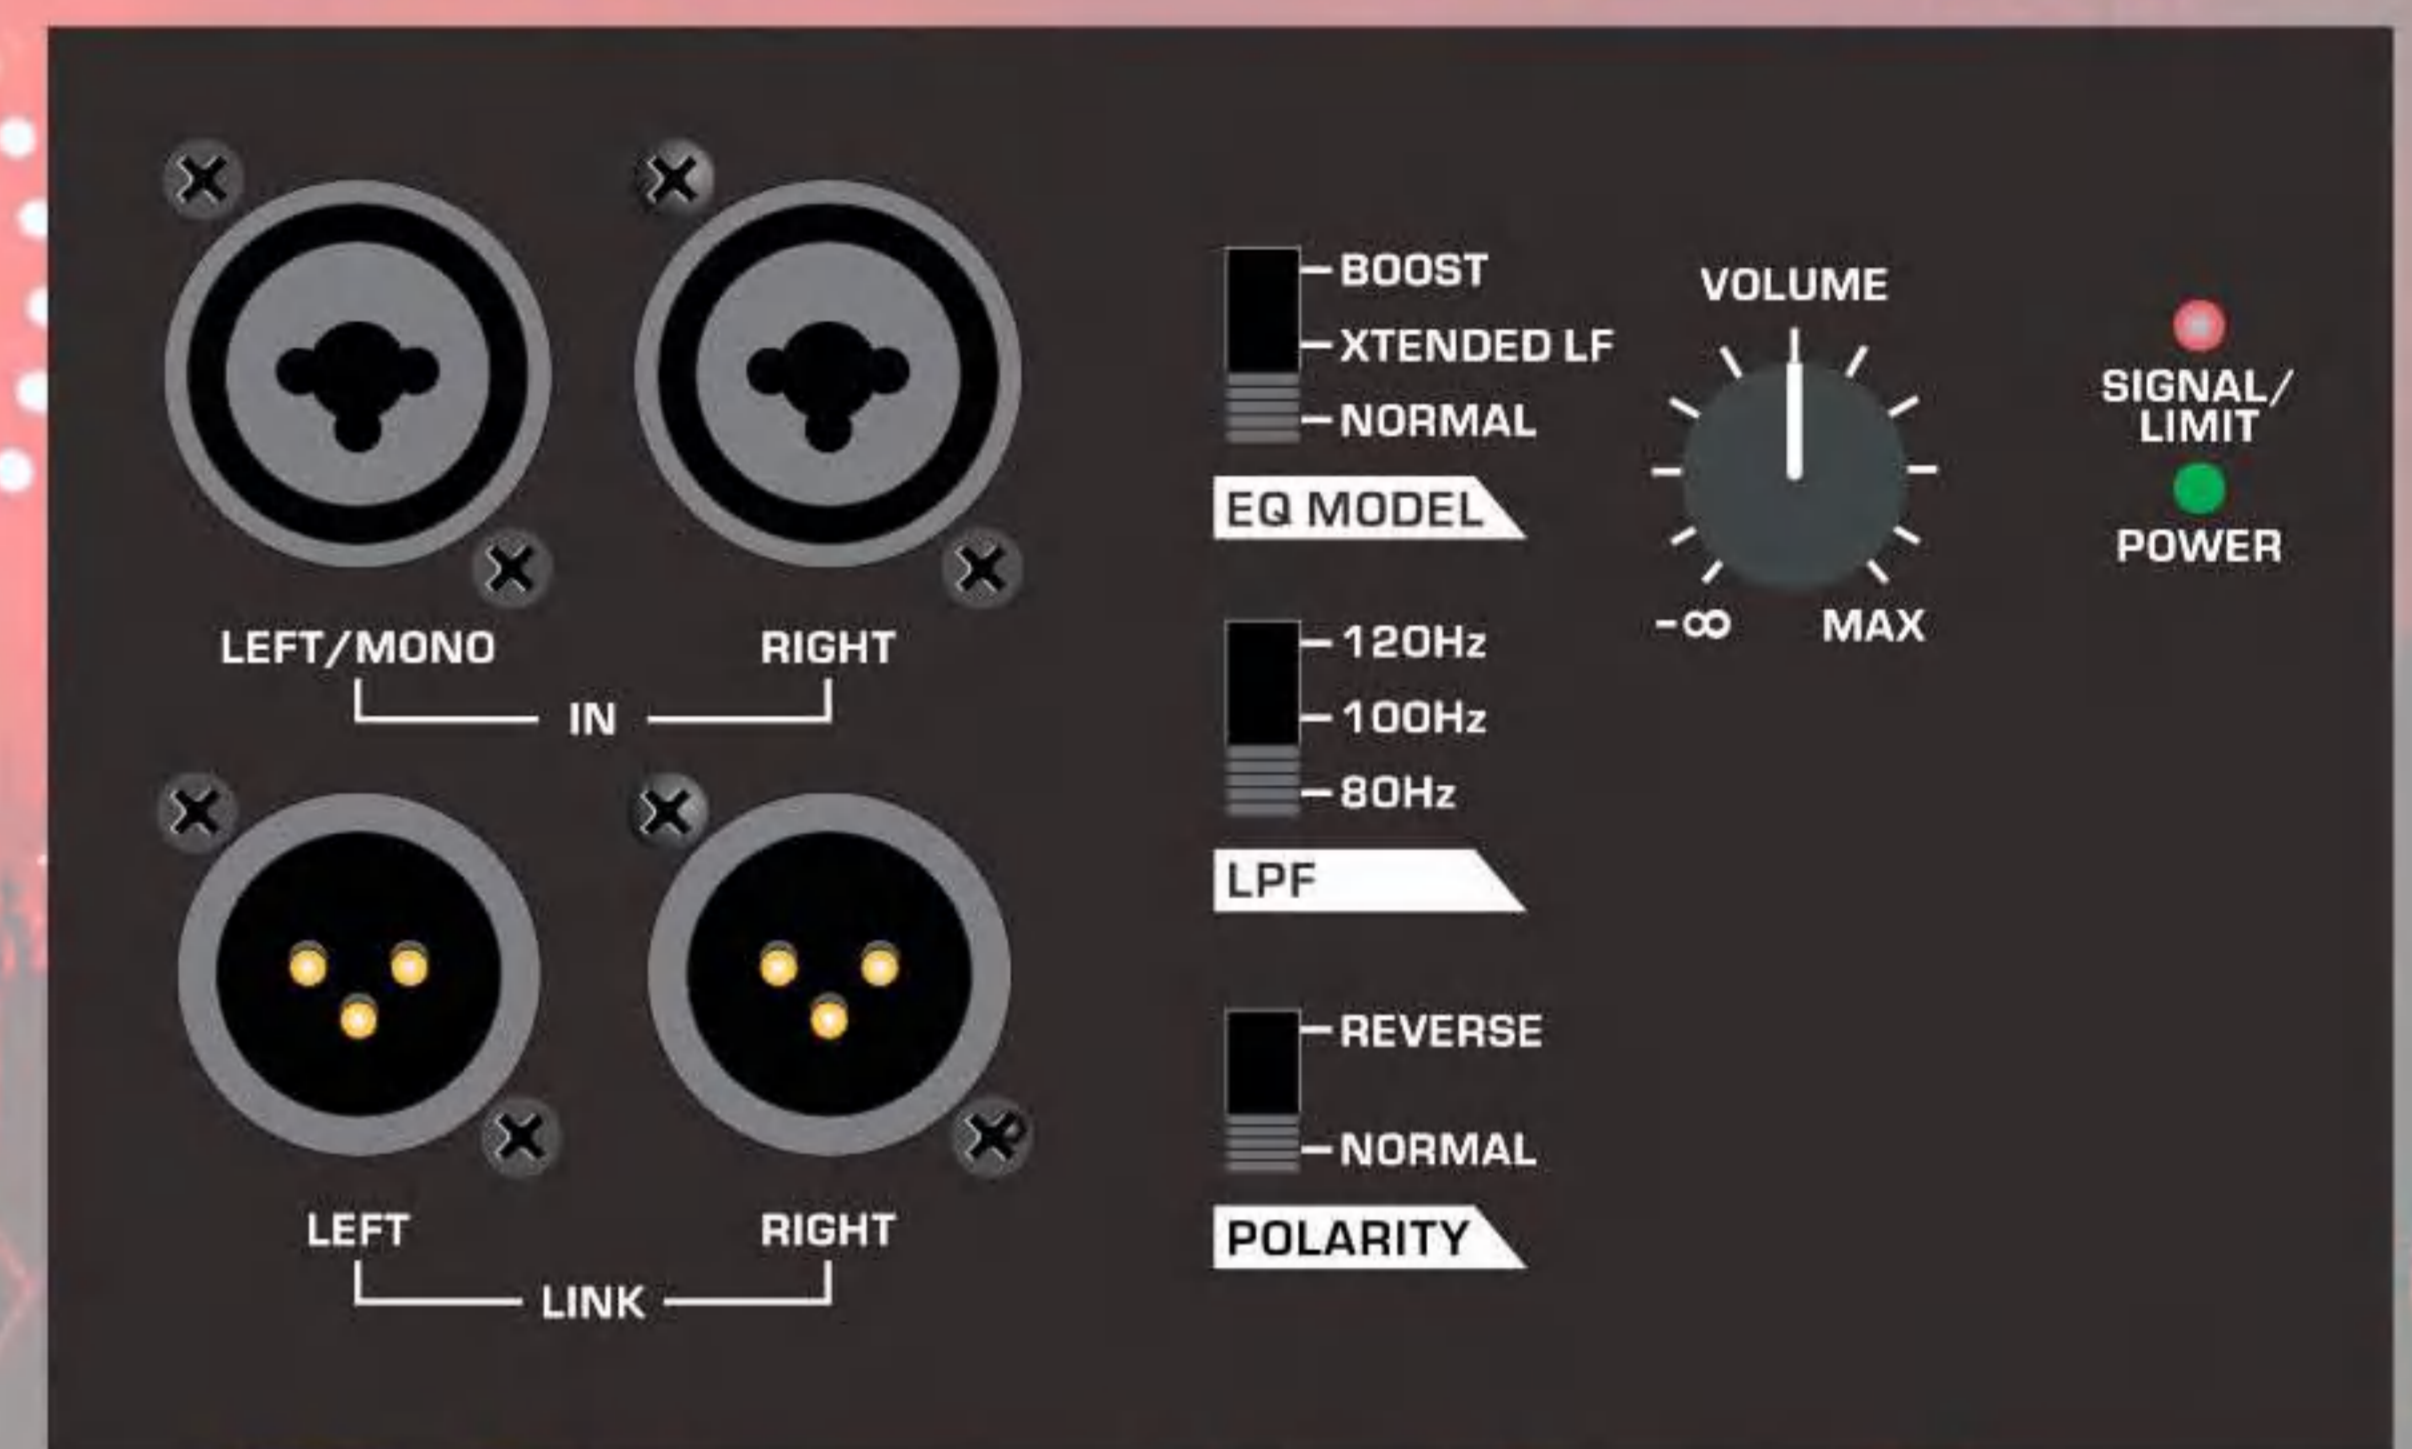 LEFT/MONO
RIGHT
IN
LEFT
RIGHT
LINK
BOOST
XTENDED LF
NORMAL
EQ MODEL
120Hz
100Hz
80Hz
LPF
REVERSE
NORMAL
POLARITY
VOLUME
-∞
MAX
SIGNAL/
LIMIT
POWER